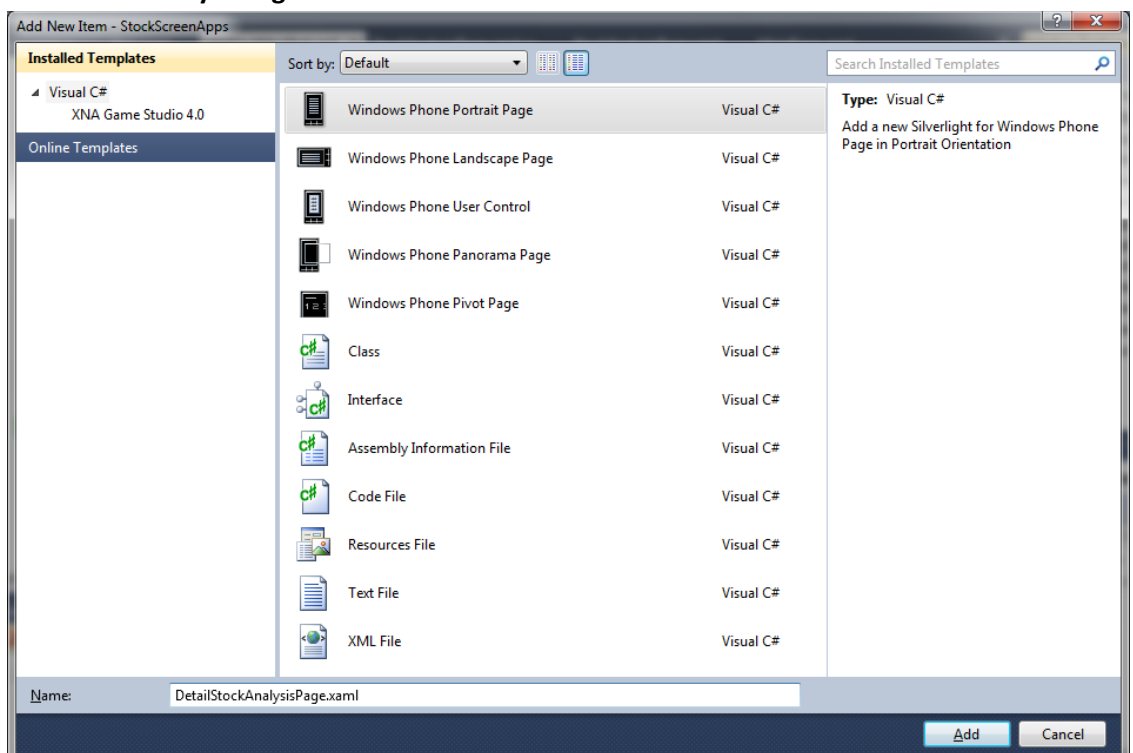 Add New Item - StockScreenApps
Installed Templates
Visual C#
XNA Game Studio 4.0
Online Templates
Sort by: Default
Search Installed Templates
Windows Phone Portrait Page Visual C#
Windows Phone Landscape Page Visual C#
Windows Phone User Control Visual C#
Windows Phone Panorama Page Visual C#
Windows Phone Pivot Page Visual C#
Class Visual C#
Interface Visual C#
Assembly Information File Visual C#
Code File Visual C#
Resources File Visual C#
Text File Visual C#
XML File Visual C#
Type: Visual C#
Add a new Silverlight for Windows Phone
Page in Portrait Orientation
Name: DetailStockAnalysisPage.xaml
Add Cancel